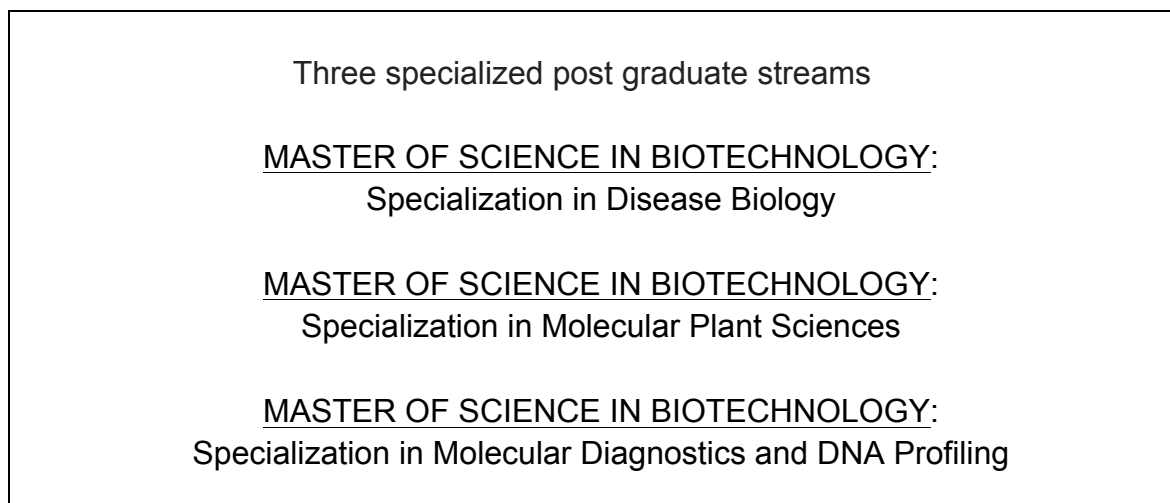 Three specialized post graduate streams
MASTER OF SCIENCE IN BIOTECHNOLOGY:
Specialization in Disease Biology
MASTER OF SCIENCE IN BIOTECHNOLOGY:
Specialization in Molecular Plant Sciences
MASTER OF SCIENCE IN BIOTECHNOLOGY:
Specialization in Molecular Diagnostics and DNA Profiling